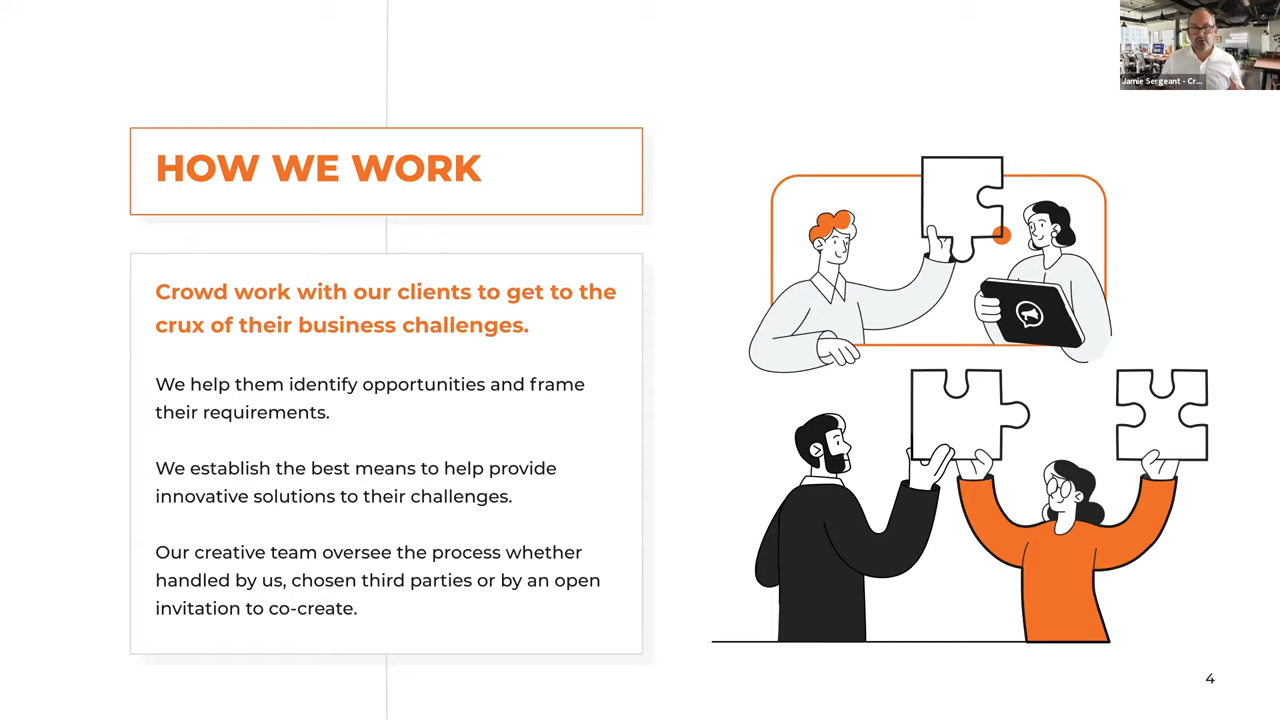 Jamie Sergeant - Cr...
HOW WE WORK
Crowd work with our clients to get to the
crux of their business challenges.
We help them identify opportunities and frame
their requirements.
We establish the best means to help provide
innovative solutions to their challenges.
Our creative team oversee the process whether
handled by us, chosen third parties or by an open
invitation to co-create.
4